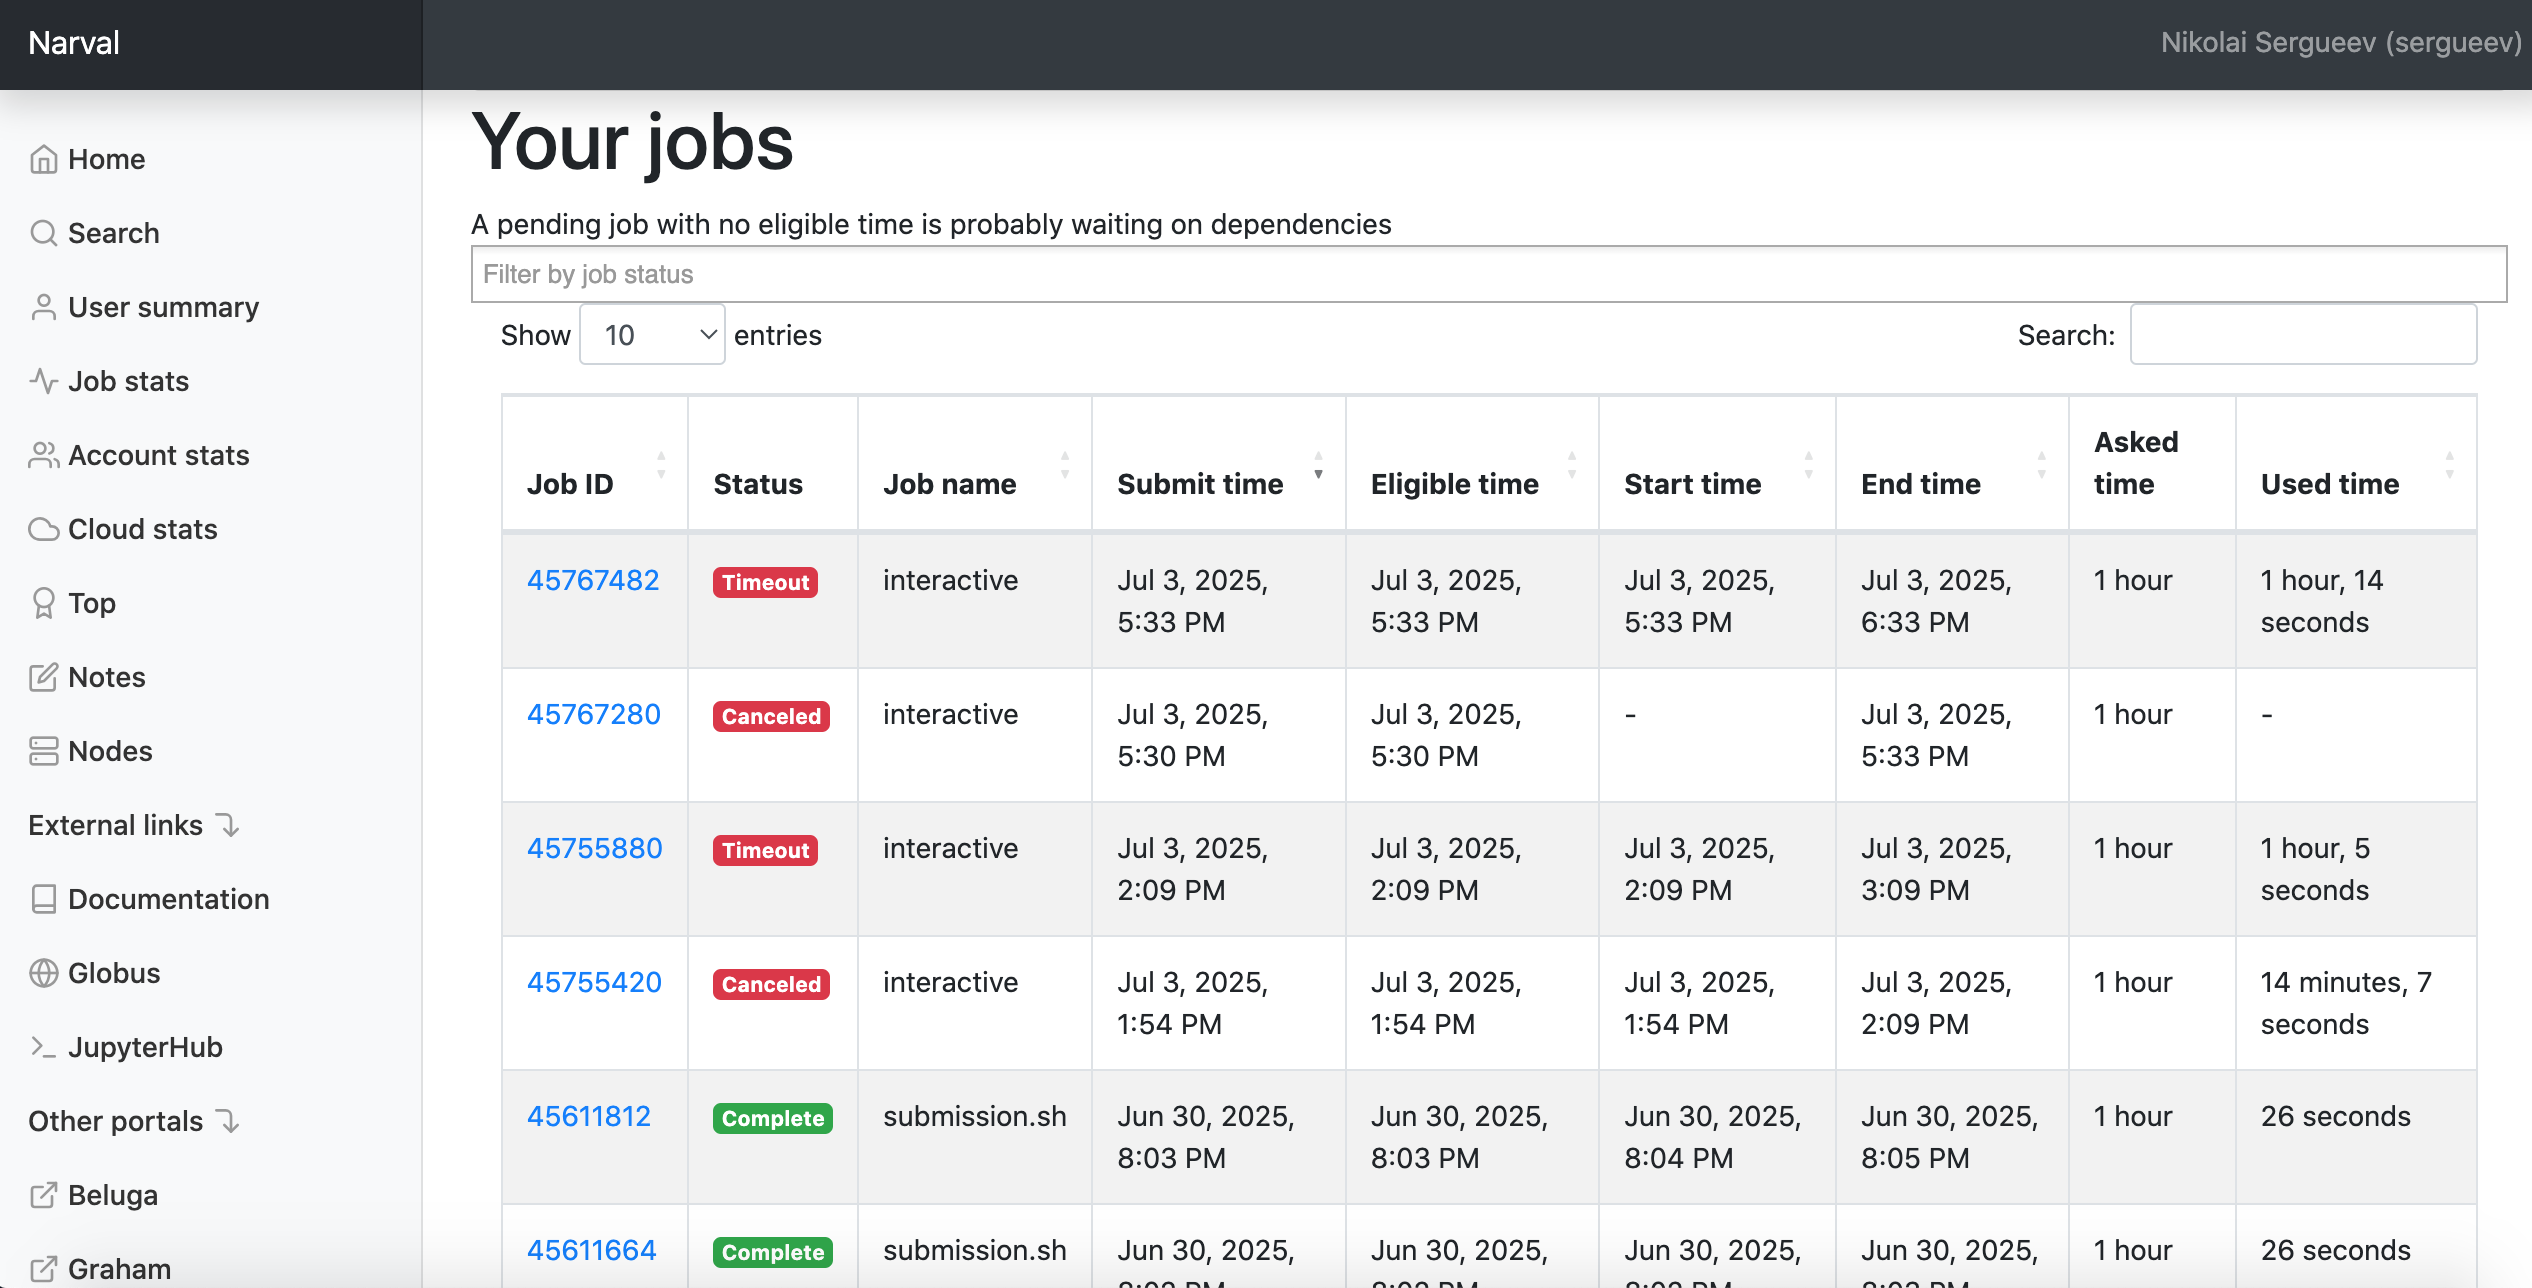 Narval
Nikolai Sergueev (sergueev)
Home
Search
User summary
Job stats
Account stats
Cloud stats
Top
Notes
Nodes
External links
Documentation
Globus
JupyterHub
Other portals
Beluga
Graham
Your jobs
A pending job with no eligible time is probably waiting on dependencies
Filter by job status
Show 10 entries
Search:
Job ID Status Job name Submit time Eligible time Start time End time Asked time Used time
45767482 Timeout interactive Jul 3, 2025, Jul 3, 2025, Jul 3, 2025, Jul 3, 2025, 1 hour 1 hour, 14
5:33 PM 5:33 PM 5:33 PM 6:33 PM seconds
45767280 Canceled interactive Jul 3, 2025, Jul 3, 2025, - Jul 3, 2025, 1 hour -
5:30 PM 5:30 PM 5:33 PM
45755880 Timeout interactive Jul 3, 2025, Jul 3, 2025, Jul 3, 2025, Jul 3, 2025, 1 hour 1 hour, 5
2:09 PM 2:09 PM 2:09 PM 3:09 PM seconds
45755420 Canceled interactive Jul 3, 2025, Jul 3, 2025, Jul 3, 2025, Jul 3, 2025, 1 hour 14 minutes, 7
1:54 PM 1:54 PM 1:54 PM 2:09 PM seconds
45611812 Complete submission.sh Jun 30, 2025, Jun 30, 2025, Jun 30, 2025, Jun 30, 2025, 1 hour 26 seconds
8:03 PM 8:03 PM 8:04 PM 8:05 PM
45611664 Complete submission.sh Jun 30, 2025, Jun 30, 2025, Jun 30, 2025, Jun 30, 2025, 1 hour 26 seconds